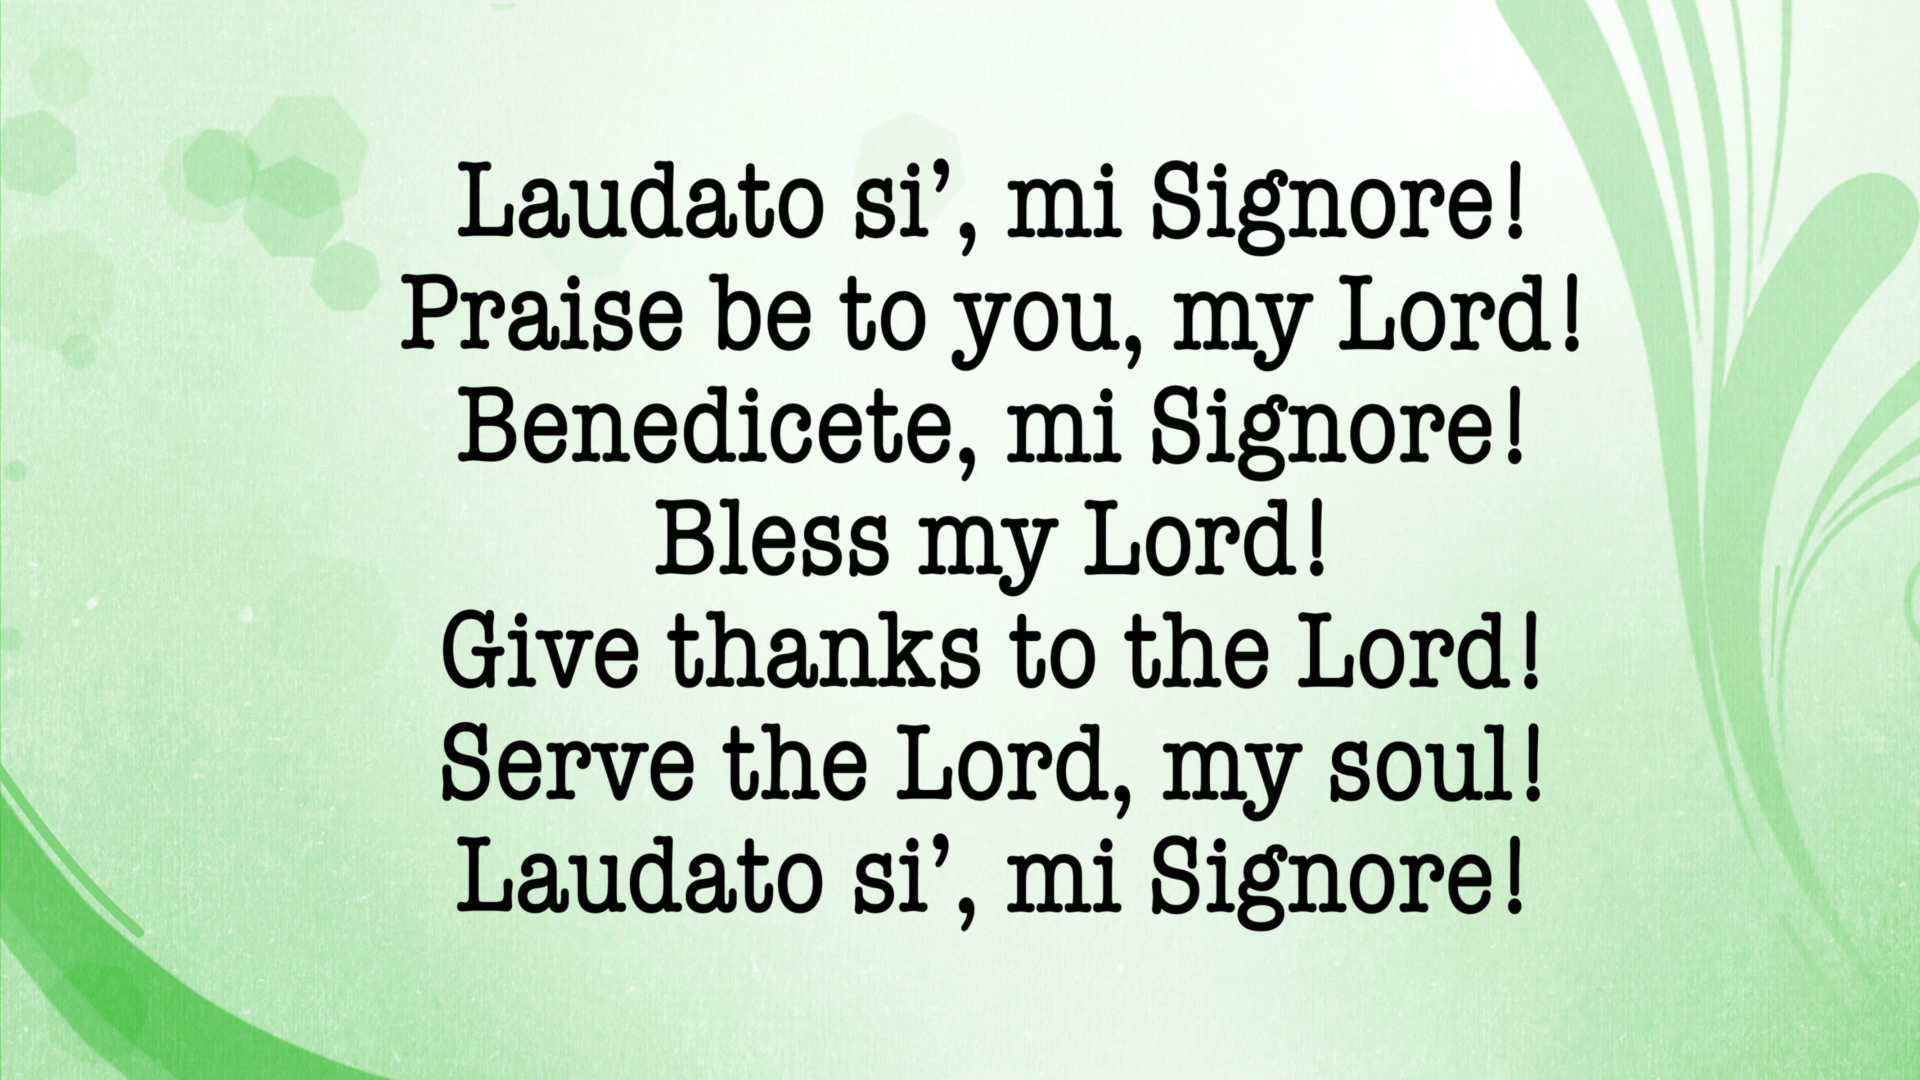 Laudato si’, mi Signore!
Praise be to you, my Lord!
Benedicete, mi Signore!
Bless my Lord!
Give thanks to the Lord!
Serve the Lord, my soul!
Laudato si’, mi Signore!